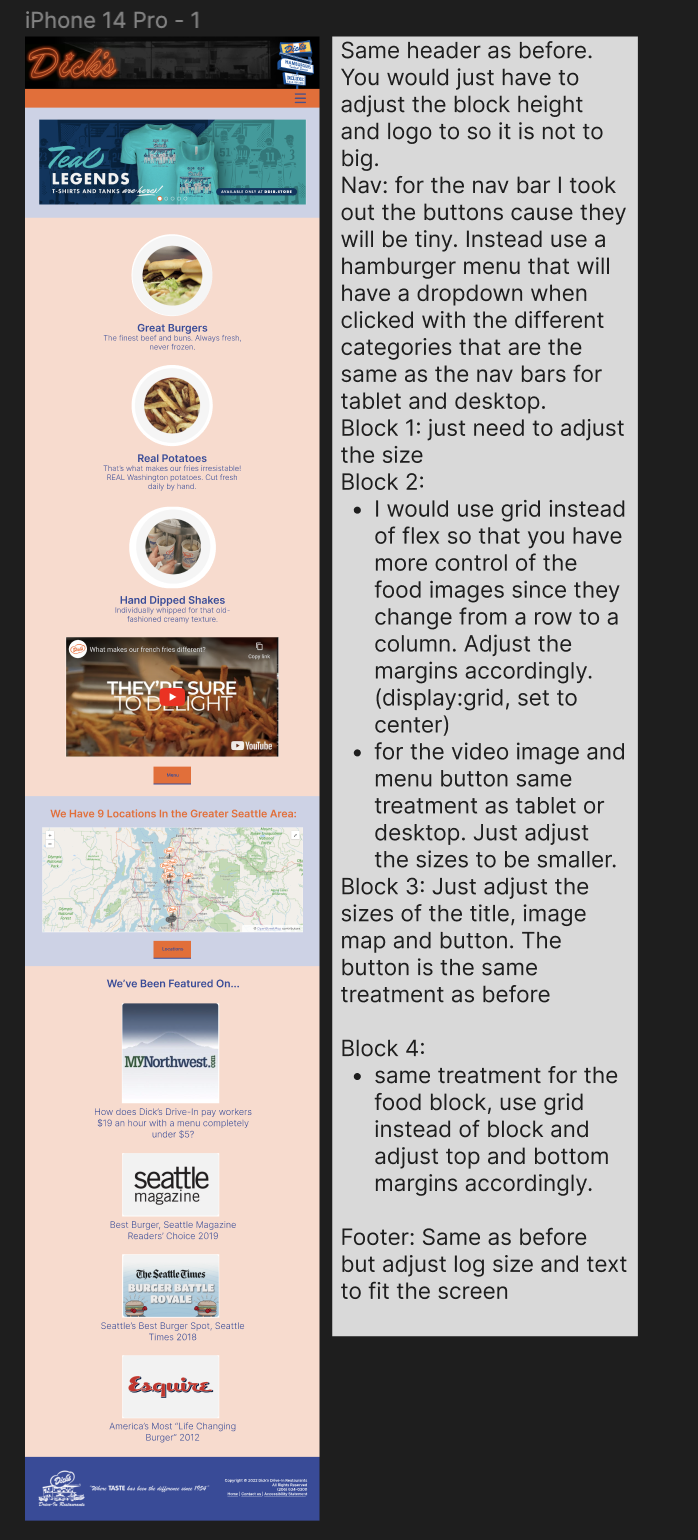 iPhone 14 Pro - 1
Dick's
Dick's
HAMBURGERS
Teal
LEGENDS
T-SHIRTS AND TANKS are here!
AVAILABLE ONLY AT DDIR.STORE
Great Burgers
The finest beef and buns. Always fresh,
never frozen.
Real Potatoes
That's what makes our fries irresistable!
REAL Washington potatoes. Cut fresh
daily by hand.
Hand Dipped Shakes
Individually whipped for that old-
fashioned creamy texture.
What makes our french fries different?
Copy link
THEY'RE SURE
TO DELIGHT
YouTube
Menu
We Have 9 Locations In the Greater Seattle Area:
Locations
We've Been Featured On...
MyNorthwest.com
How does Dick's Drive-In pay workers
$19 an hour with a menu completely
under $5?
seattle
magazine
Best Burger, Seattle Magazine
Readers' Choice 2019
The Seattle Times
BURGER BATTLE
ROYALE
Seattle's Best Burger Spot, Seattle
Times 2018
Esquire
America's Most "Life Changing
Burger" 2012
Dick's
Drive-In Restaurants
"Where TASTE has been the difference since 1954"
Copyright © 2022 Dick's Drive-In Restaurants
All Rights Reserved
Home | Contact us | Accessibility Statement
Same header as before.
You would just have to
adjust the block height
and logo to so it is not to
big.
Nav: for the nav bar I took
out the buttons cause they
will be tiny. Instead use a
hamburger menu that will
have a dropdown when
clicked with the different
categories that are the
same as the nav bars for
tablet and desktop.
Block 1: just need to adjust
the size
Block 2:
• I would use grid instead
of flex so that you have
more control of the
food images since they
change from a row to a
column. Adjust the
margins accordingly.
(display:grid, set to
center)
• for the video image and
menu button same
treatment as tablet or
desktop. Just adjust
the sizes to be smaller.
Block 3: Just adjust the
sizes of the title, image
map and button. The
button is the same
treatment as before
Block 4:
• same treatment for the
food block, use grid
instead of block and
adjust top and bottom
margins accordingly.
Footer: Same as before
but adjust log size and text
to fit the screen